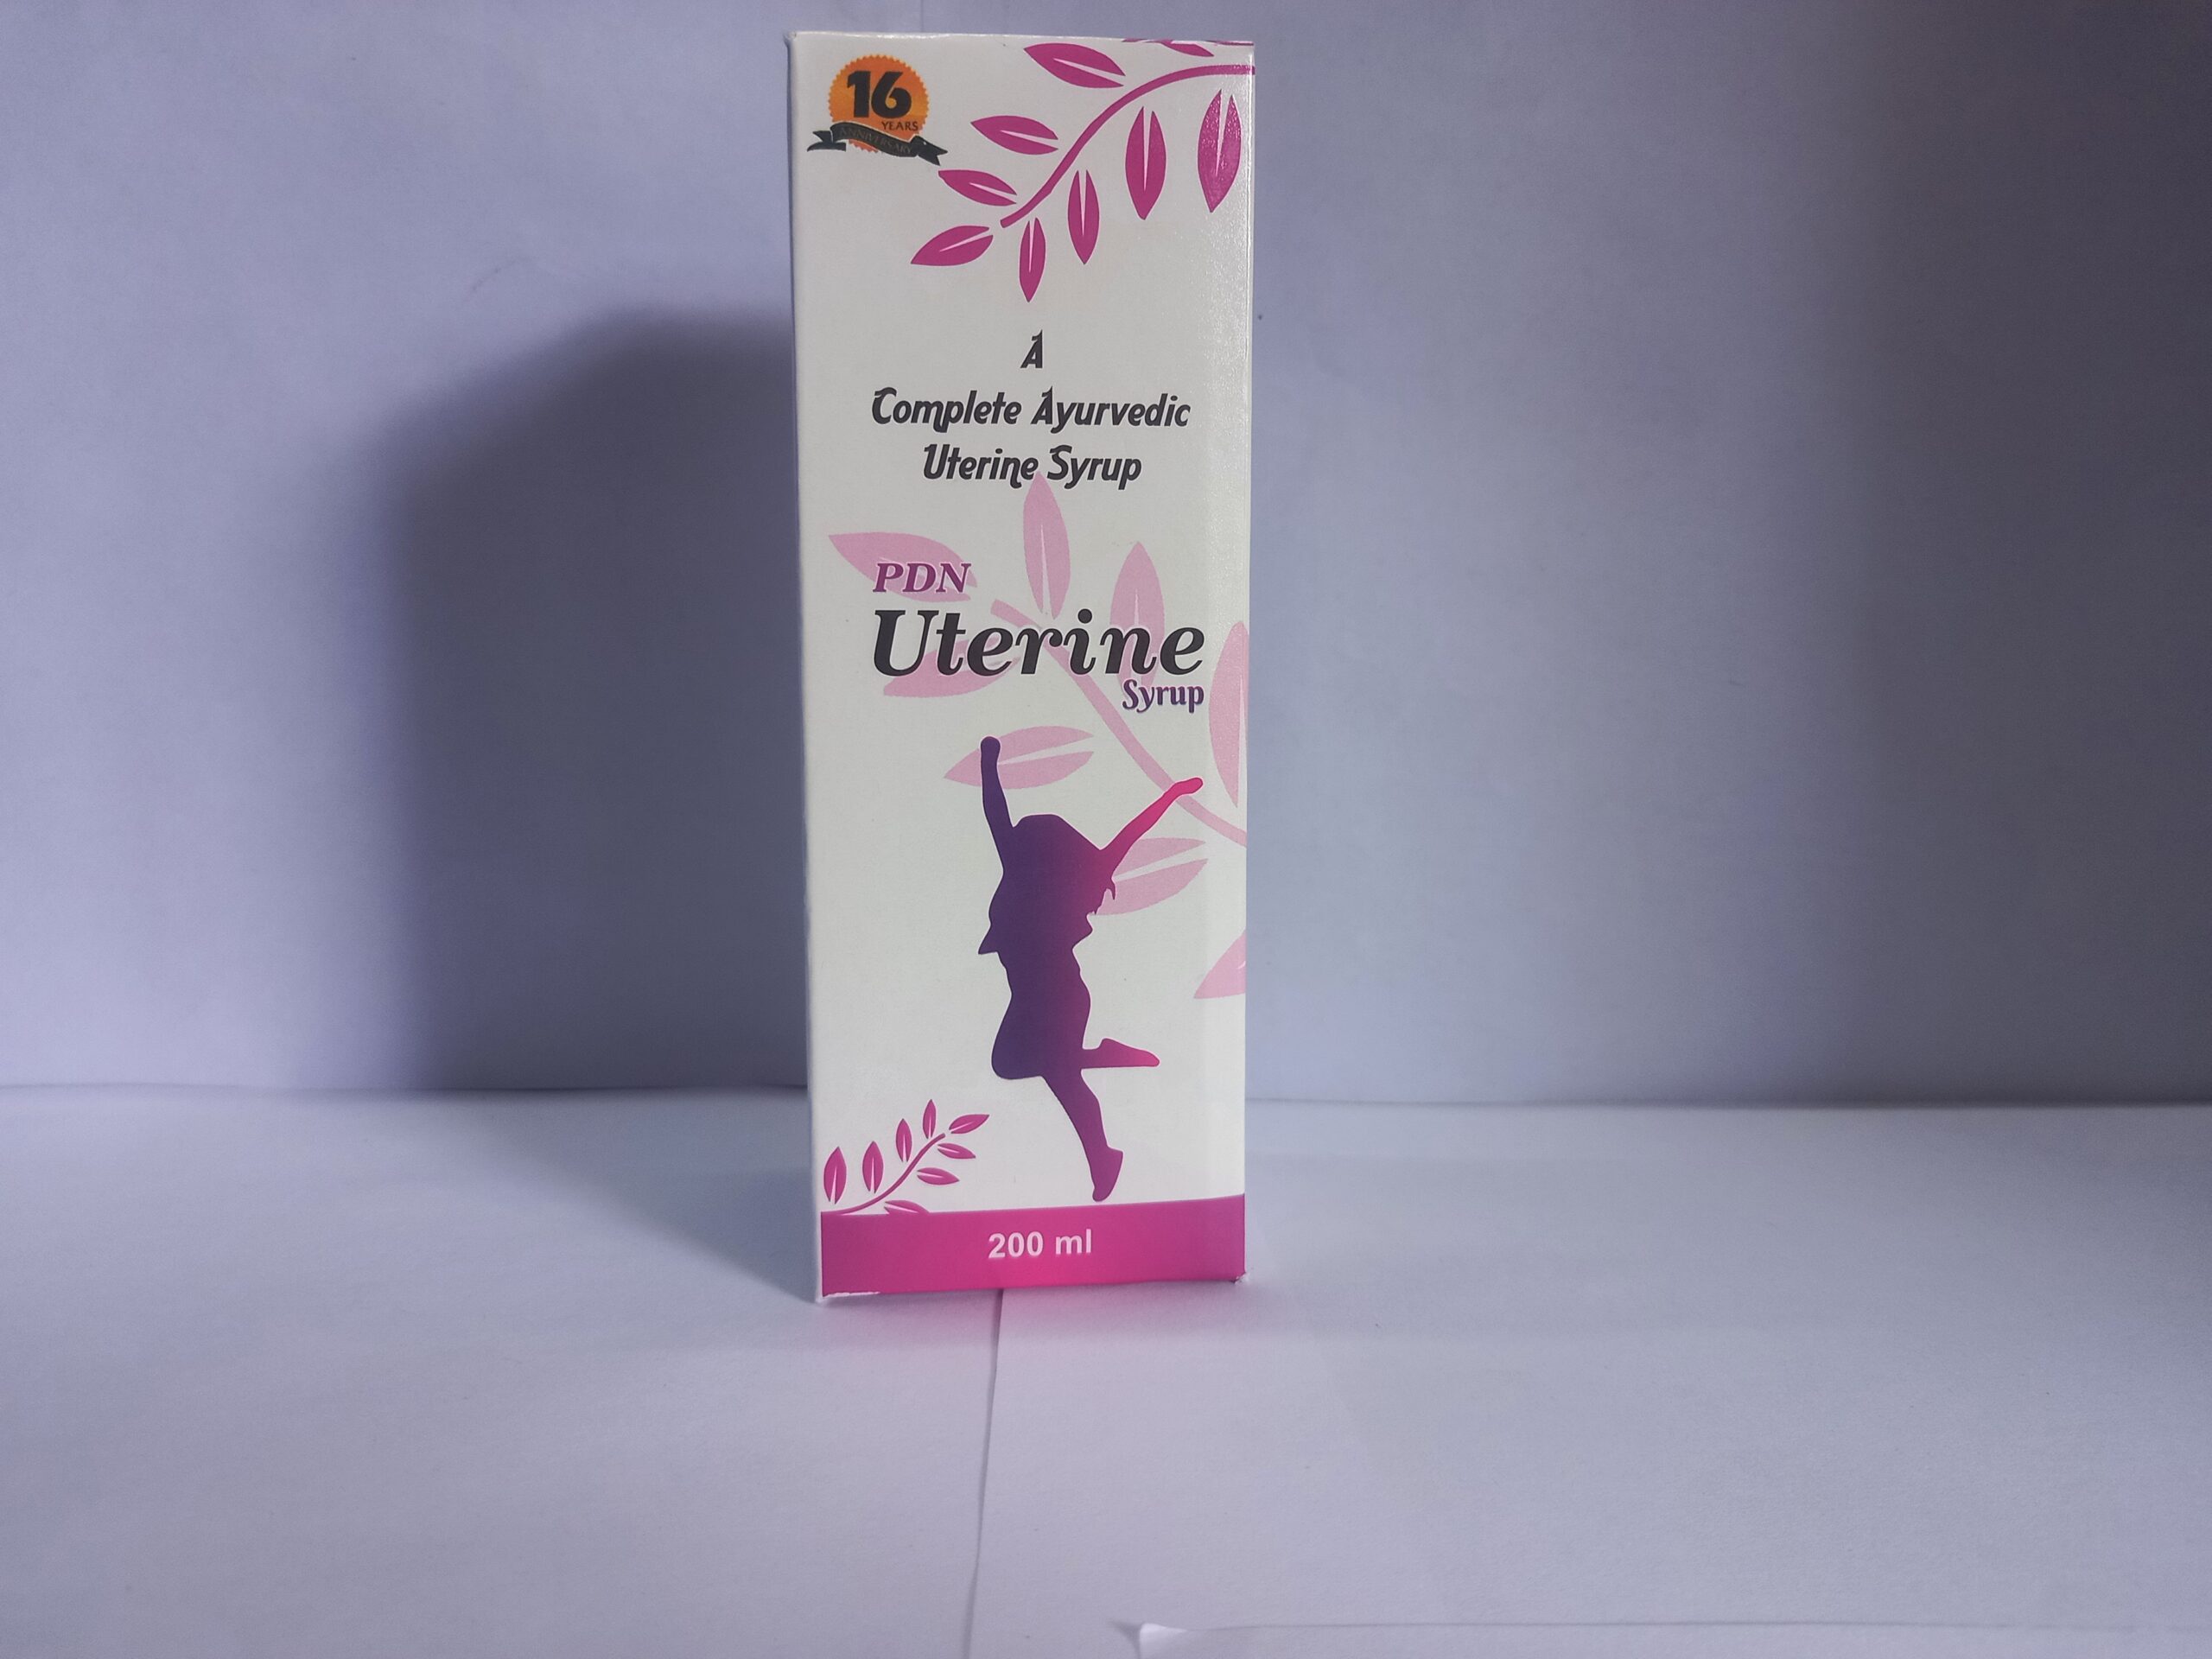 16
YEARS
ANNIVERSARY
A
Complete Ayurvedic
Uterine Syrup
PDN
Uterine
Syrup
200 ml